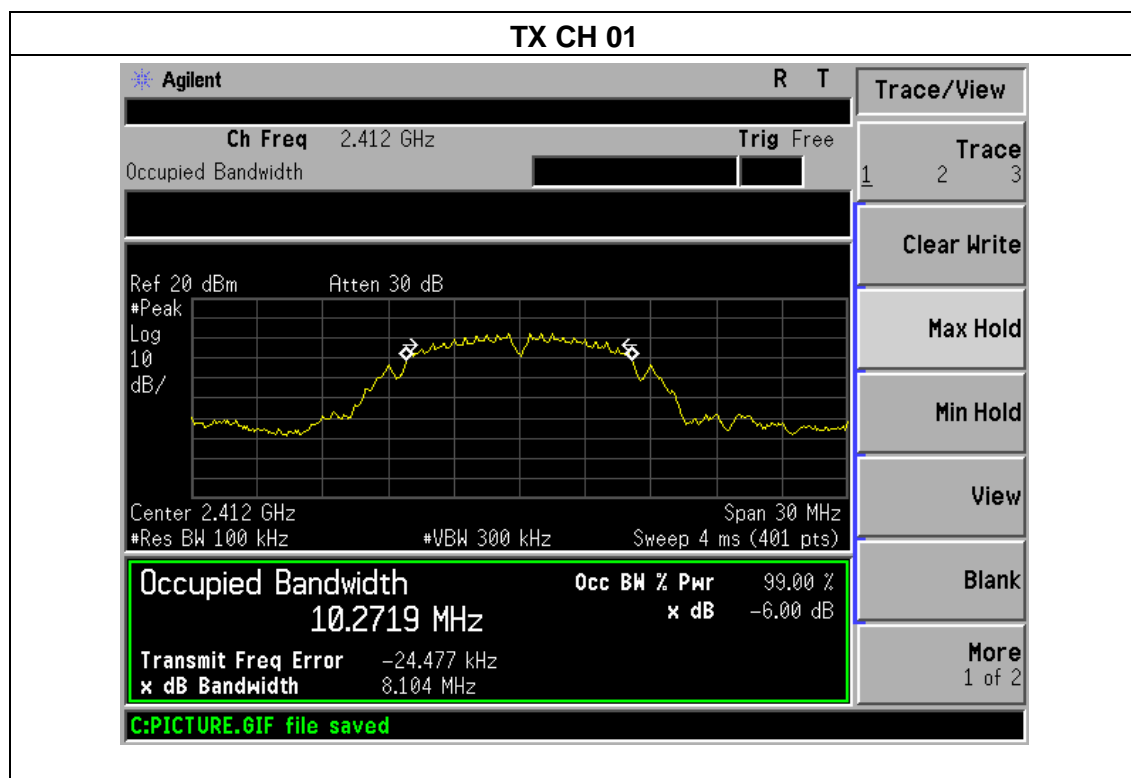 TX CH 01
Agilent R T
Trace/View
Ch Freq 2.412 GHz Trig Free
Occupied Bandwidth
Trace
1 2 3
Clear Write
Ref 20 dBm Atten 30 dB
#Peak
Log
10
dB/
Max Hold
Min Hold
View
Center 2.412 GHz Span 30 MHz
#Res BW 100 kHz #VBW 300 kHz Sweep 4 ms (401 pts)
Occupied Bandwidth Occ BW % Pwr 99.00 %
10.2719 MHz x dB -6.00 dB
Blank
Transmit Freq Error -24.477 kHz
x dB Bandwidth 8.104 MHz
More
1 of 2
C:PICTURE.GIF file saved